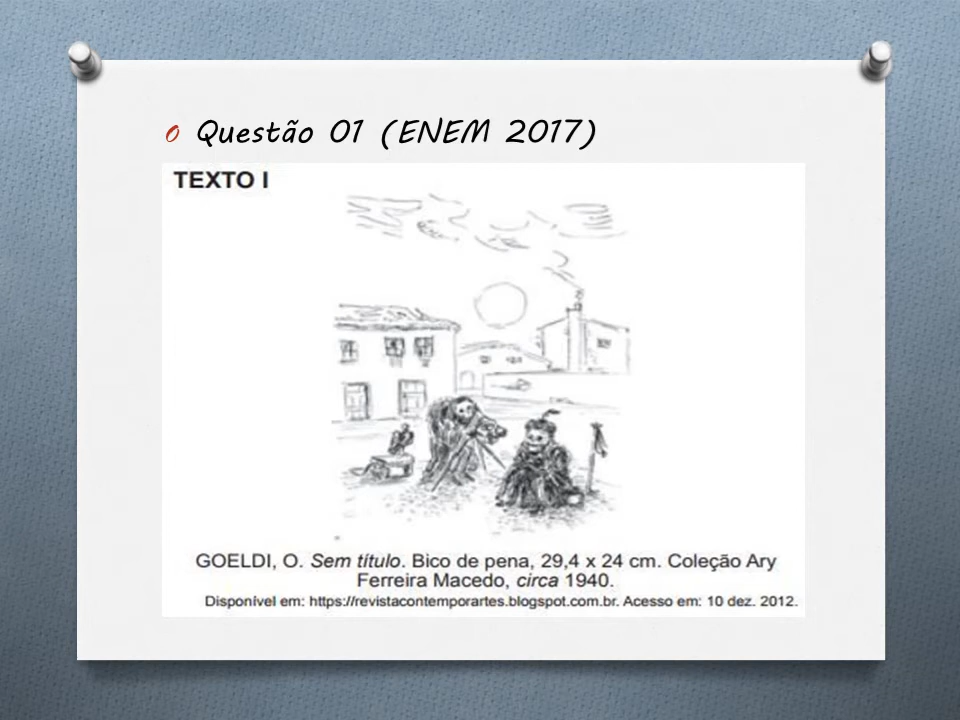 Questão 01 (ENEM 2017)
TEXTO I
GOELDI, O. Sem título. Bico de pena, 29,4 x 24 cm. Coleção Ary
Ferreira Macedo, circa 1940.
Disponível em: https://revistacontemporartes.blogspot.com.br. Acesso em: 10 dez. 2012.